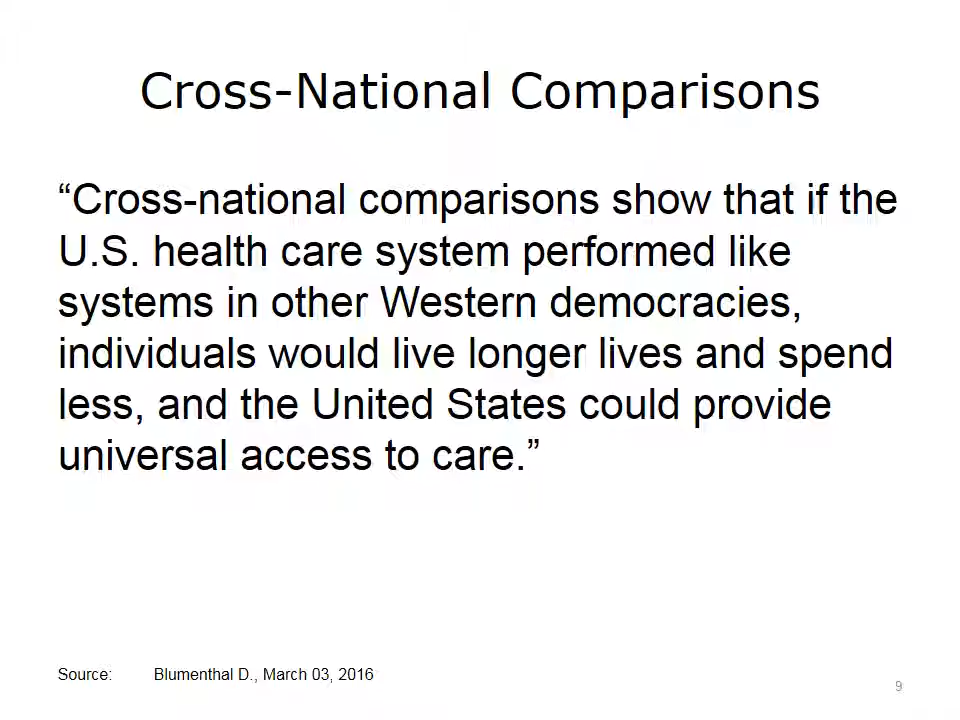 Cross-National Comparisons
“Cross-national comparisons show that if the
U.S. health care system performed like
systems in other Western democracies,
individuals would live longer lives and spend
less, and the United States could provide
universal access to care.”
Source: Blumenthal D., March 03, 2016
9